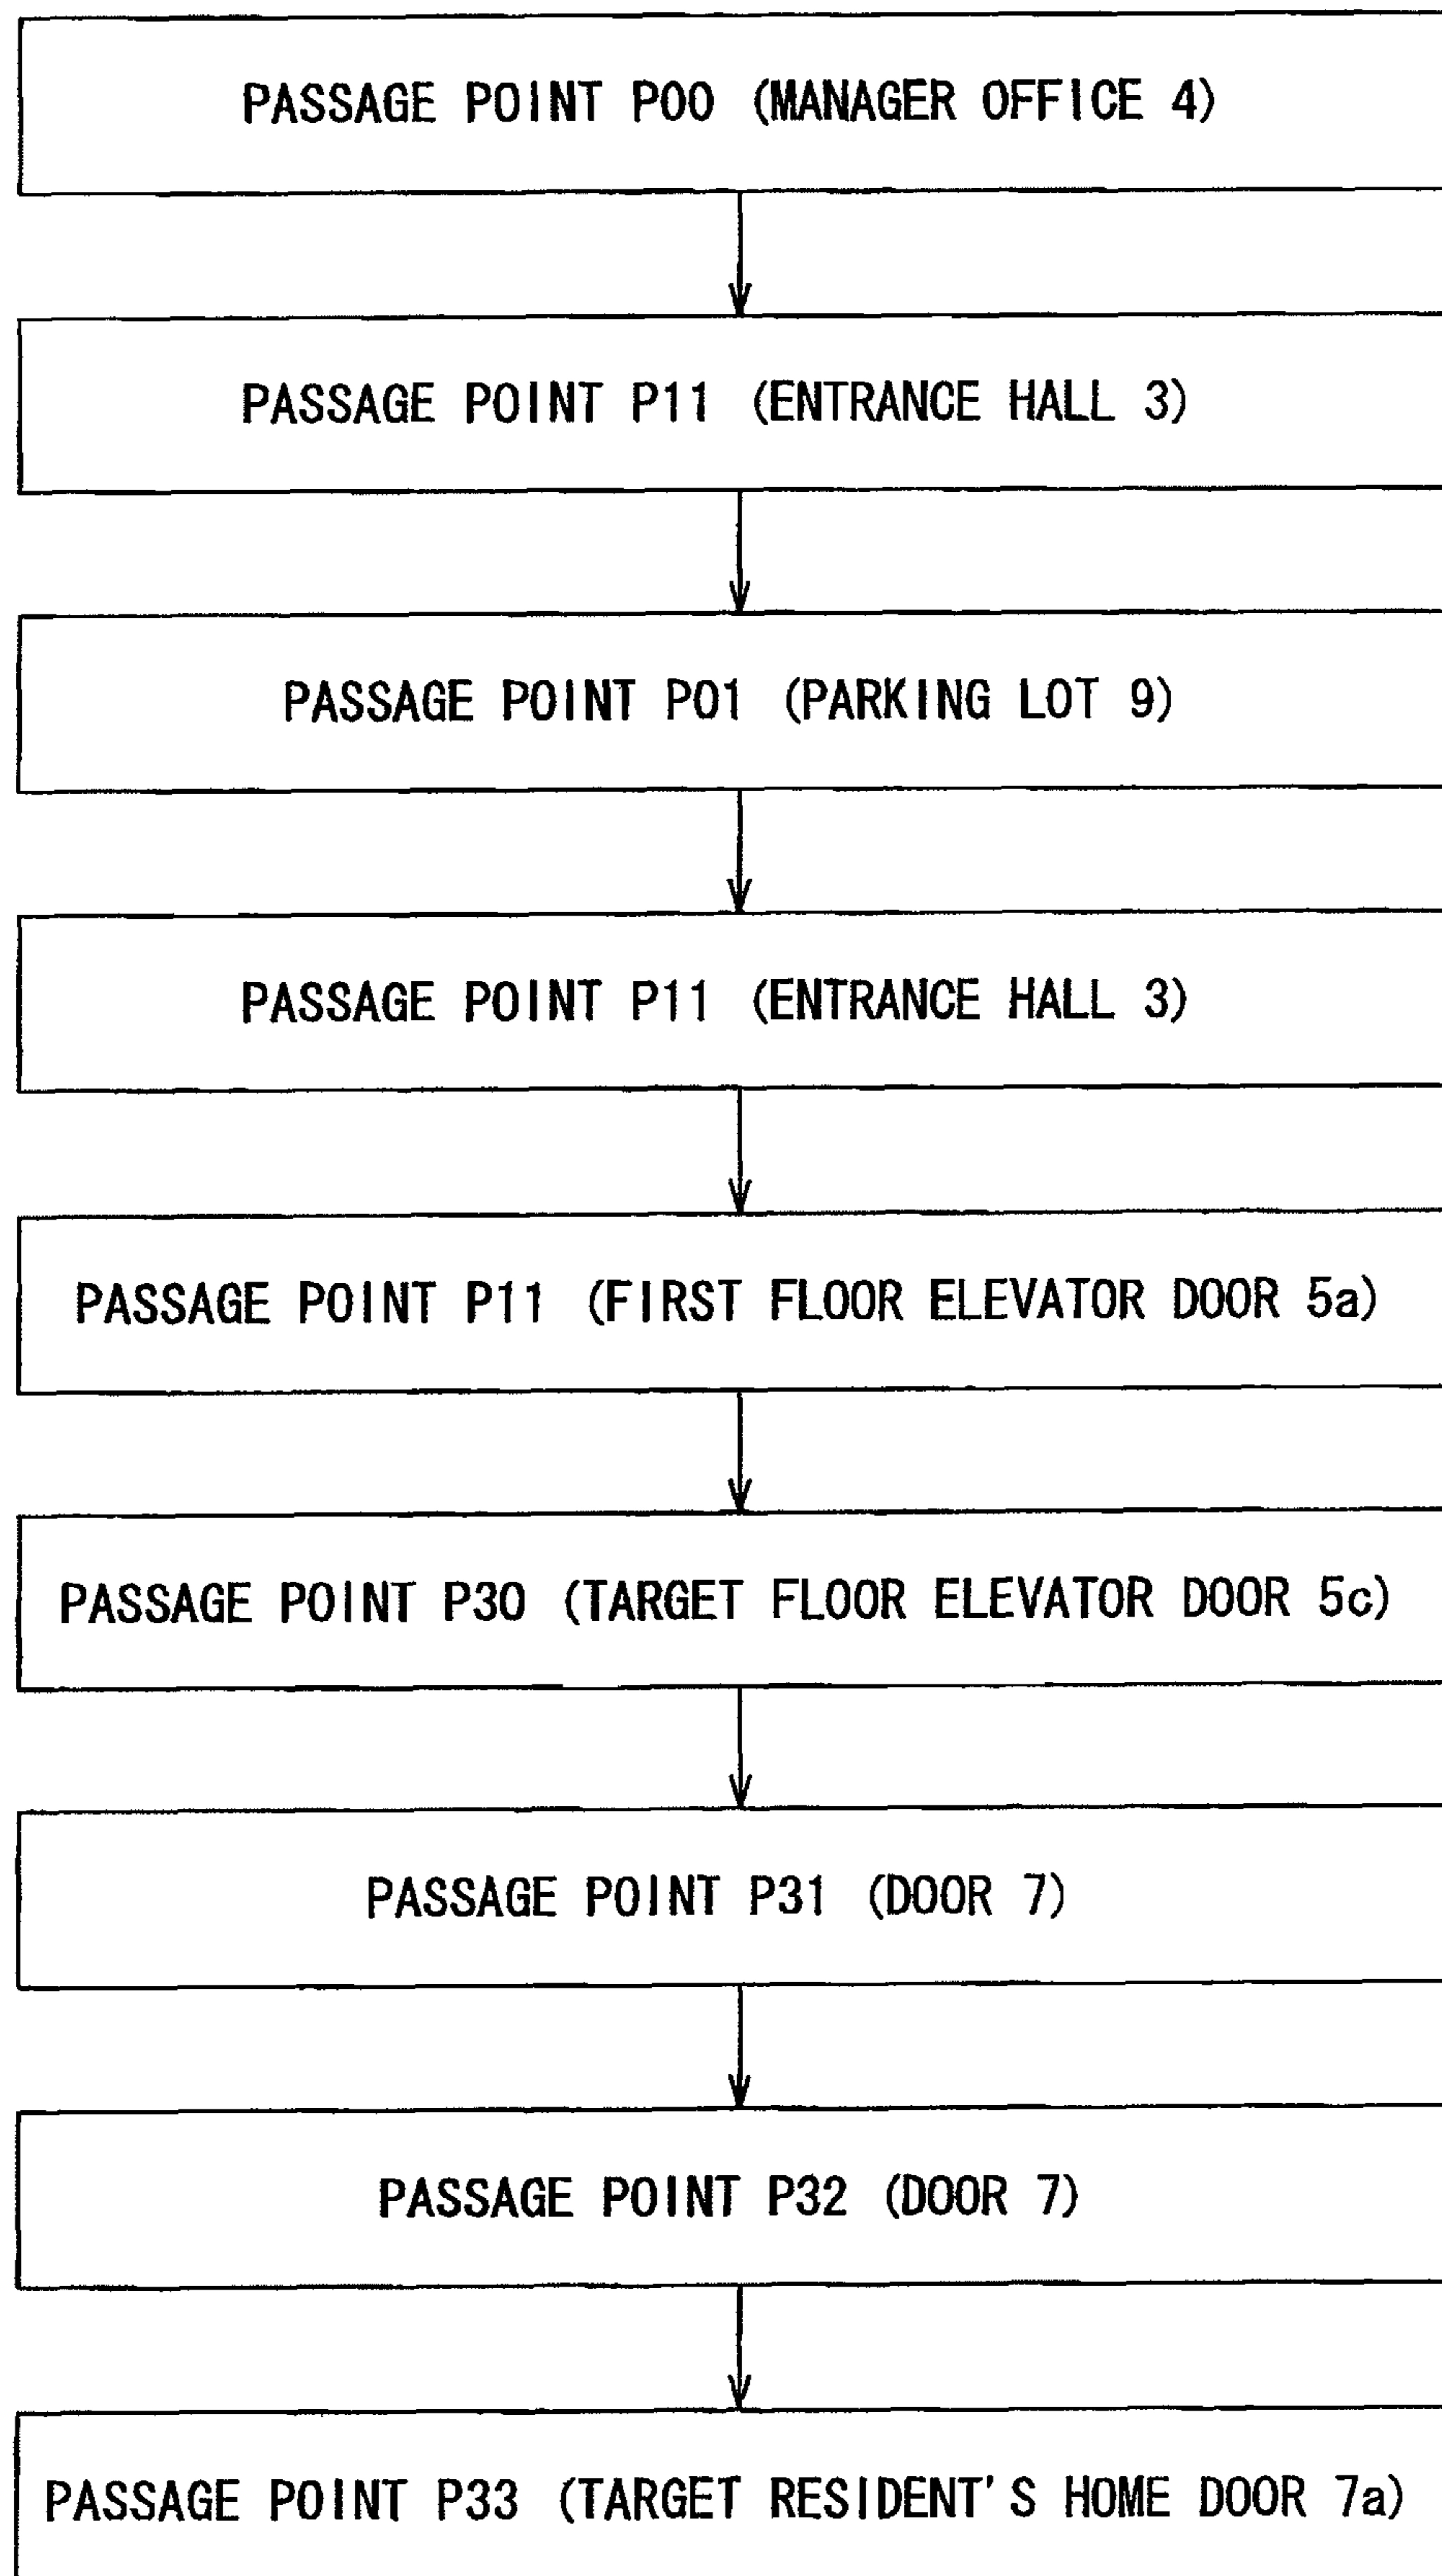 PASSAGE POINT P00 (MANAGER OFFICE 4)
PASSAGE POINT P11 (ENTRANCE HALL 3)
PASSAGE POINT P01 (PARKING LOT 9)
PASSAGE POINT P11 (ENTRANCE HALL 3)
PASSAGE POINT P11 (FIRST FLOOR ELEVATOR DOOR 5a)
PASSAGE POINT P30 (TARGET FLOOR ELEVATOR DOOR 5c)
PASSAGE POINT P31 (DOOR 7)
PASSAGE POINT P32 (DOOR 7)
PASSAGE POINT P33 (TARGET RESIDENT'S HOME DOOR 7a)